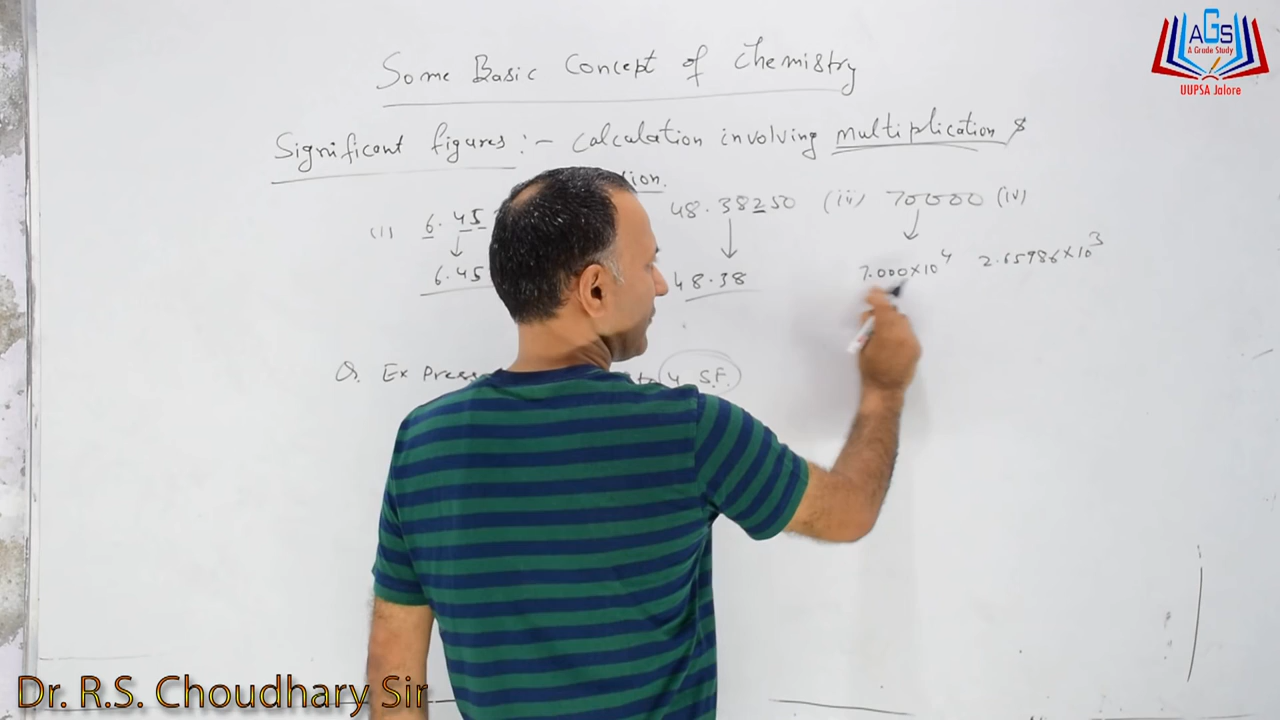 AGS
A Grade Study
UUPSA Jalore
Some Basic Concept of Chemistry
Significant figures :- Calculation involving multiplication &
(i) 6.45 48.38250 (iii) 70000 (iv)
6.45 48.38 7.000×10⁴ 2.65986×10³
Q. Express 4 S.F.
Dr. R.S. Choudhary Sir